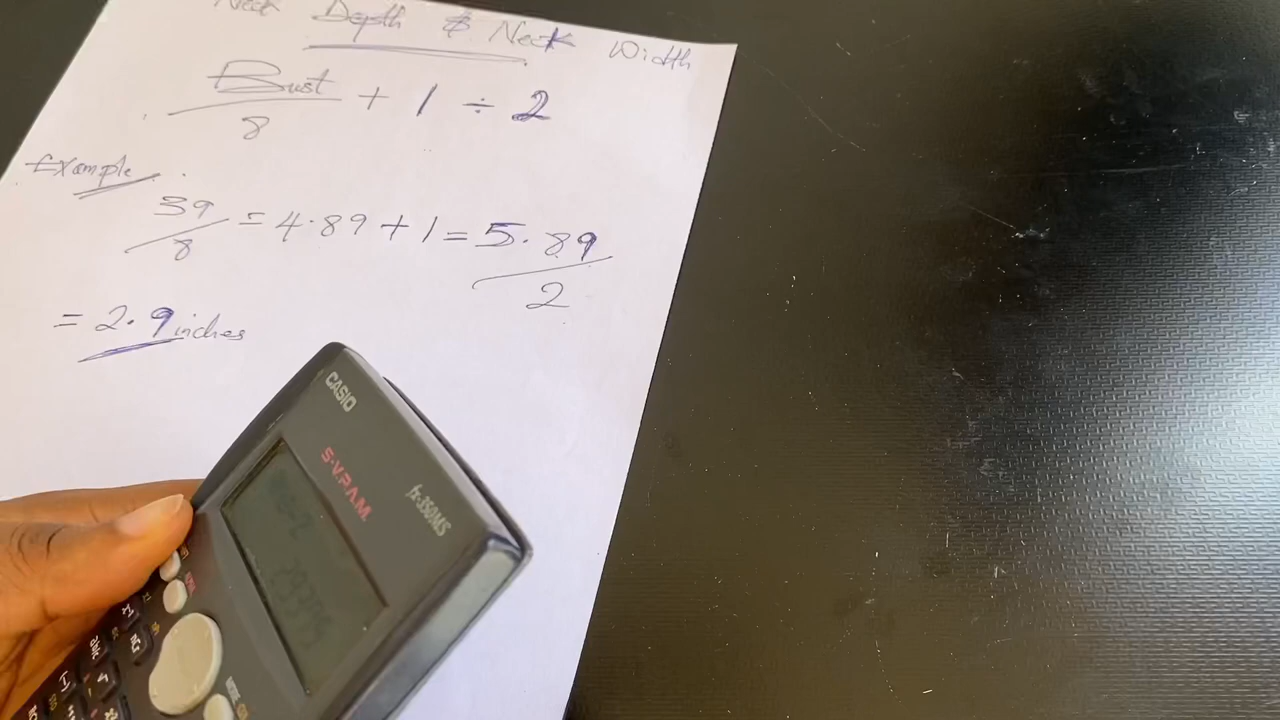 Neck Depth & Neck Width
Bust/8 + 1 ÷ 2
Example
39/8 = 4.89 + 1 = 5.89/2
= 2.9 inches
CASIO
S-V.P.A.M.
fx-350MS